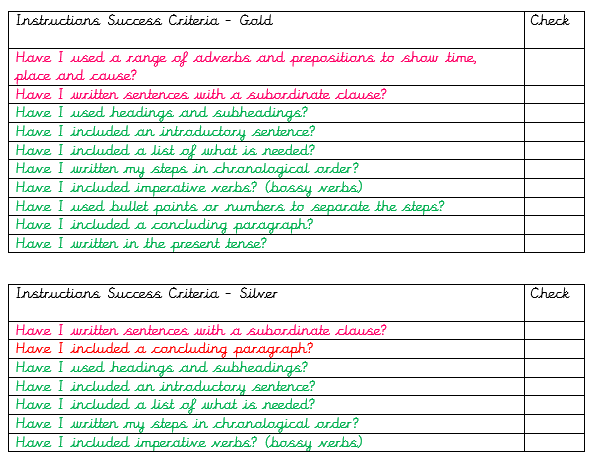 Instructions Success Criteria – Gold Check
Have I used a range of adverbs and prepositions to show time,
place and cause?
Have I written sentences with a subordinate clause?
Have I used headings and subheadings?
Have I included an introductory sentence?
Have I included a list of what is needed?
Have I written my steps in chronological order?
Have I included imperative verbs? (bossy verbs)
Have I used bullet points or numbers to separate the steps?
Have I included a concluding paragraph?
Have I written in the present tense?
Instructions Success Criteria – Silver Check
Have I written sentences with a subordinate clause?
Have I included a concluding paragraph?
Have I used headings and subheadings?
Have I included an introductory sentence?
Have I included a list of what is needed?
Have I written my steps in chronological order?
Have I included imperative verbs? (bossy verbs)